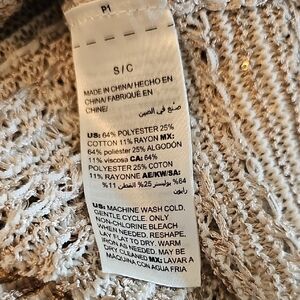 P1
S/C
MADE IN CHINA/ HECHO EN
CHINA/ FABRIQUÉ EN
CHINE/
صنع في الصين
US: 64% POLYESTER 25%
COTTON 11% RAYON MX:
64% poliéster 25% ALGODÓN
11% viscosa CA: 64%
POLYESTER 25% COTON
11% RAYONNE AE/KW/SA:
64% بوليستر 25% القطن 11%
رايون
US: MACHINE WASH COLD.
GENTLE CYCLE. ONLY
NON-CHLORINE BLEACH
WHEN NEEDED. RESHAPE,
LAY FLAT TO DRY. WARM
IRON AS NEEDED. MAY BE
DRY CLEANED MX: LAVAR A
MÁQUINA CON AGUA FRIA